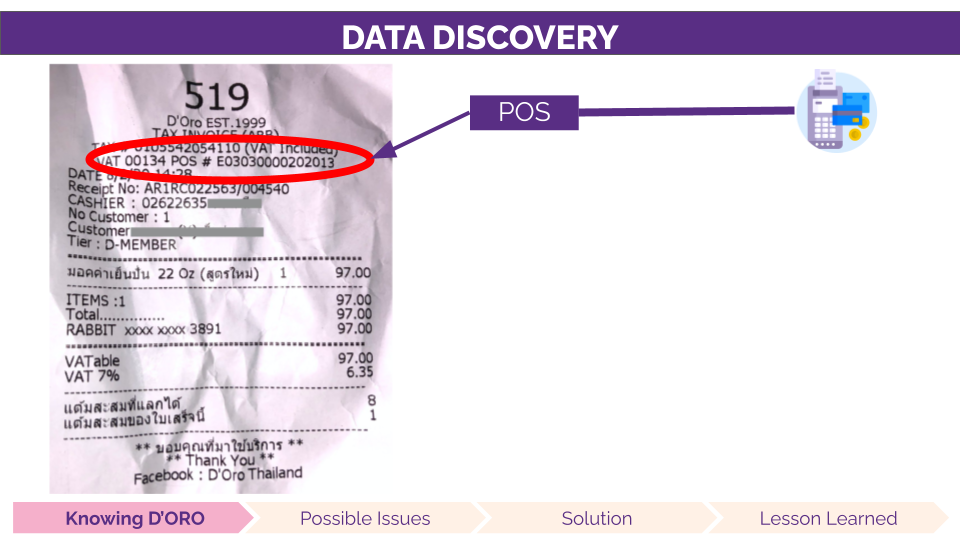 DATA DISCOVERY
519
D'Oro EST.1999
TAX INVOICE (ABB)
TAX # 0105542054110 (VAT Included)
VAT 00134 POS # E03030000202013
DATE 14:28
Receipt No: AR1RC022563/004540
CASHIER : 02622635
No Customer : 1
Customer
Tier : D-MEMBER
มอคค่าเย็นปั่น 22 Oz (สูตรใหม่) 1 97.00
ITEMS :1 97.00
Total............... 97.00
RABBIT xxxx xxxx 3891 97.00
VATable 97.00
VAT 7% 6.35
แต้มสะสมที่แลกได้ 8
แต้มสะสมของใบเสร็จนี้ 1
** ขอบคุณที่มาใช้บริการ **
** Thank You **
Facebook : D'Oro Thailand
POS
Knowing D'ORO
Possible Issues
Solution
Lesson Learned